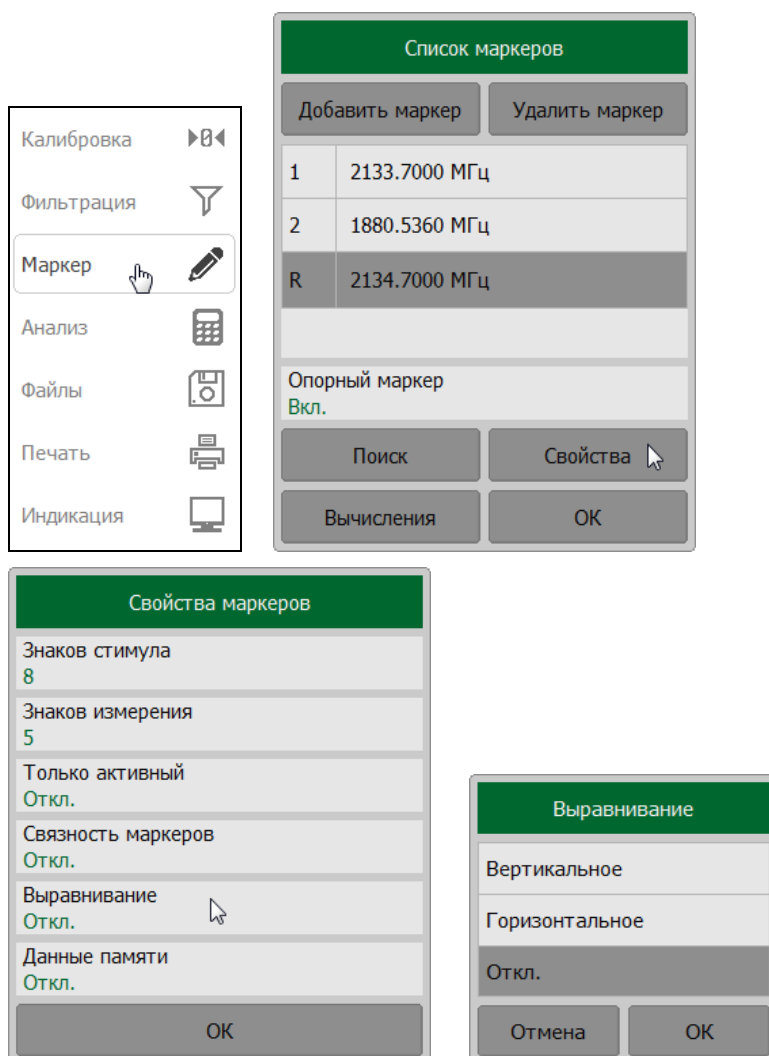 Калибровка
Фильтрация
Маркер
Анализ
Файлы
Печать
Индикация
Список маркеров
Добавить маркер Удалить маркер
1 2133.7000 МГц
2 1880.5360 МГц
R 2134.7000 МГц
Опорный маркер
Вкл.
Поиск Свойства
Вычисления ОК
Свойства маркеров
Знаков стимула
8
Знаков измерения
5
Только активный
Откл.
Связность маркеров
Откл.
Выравнивание
Откл.
Данные памяти
Откл.
ОК
Выравнивание
Вертикальное
Горизонтальное
Откл.
Отмена ОК